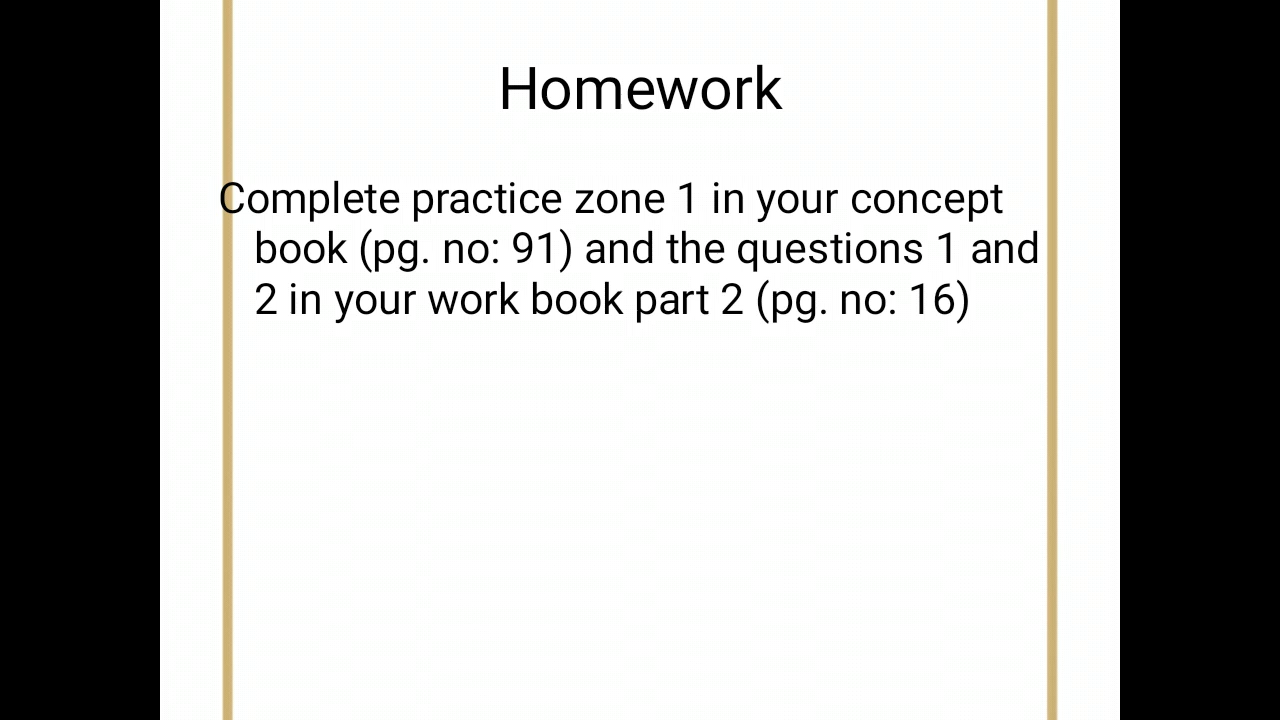 Homework
Complete practice zone 1 in your concept
book (pg. no: 91) and the questions 1 and
2 in your work book part 2 (pg. no: 16)